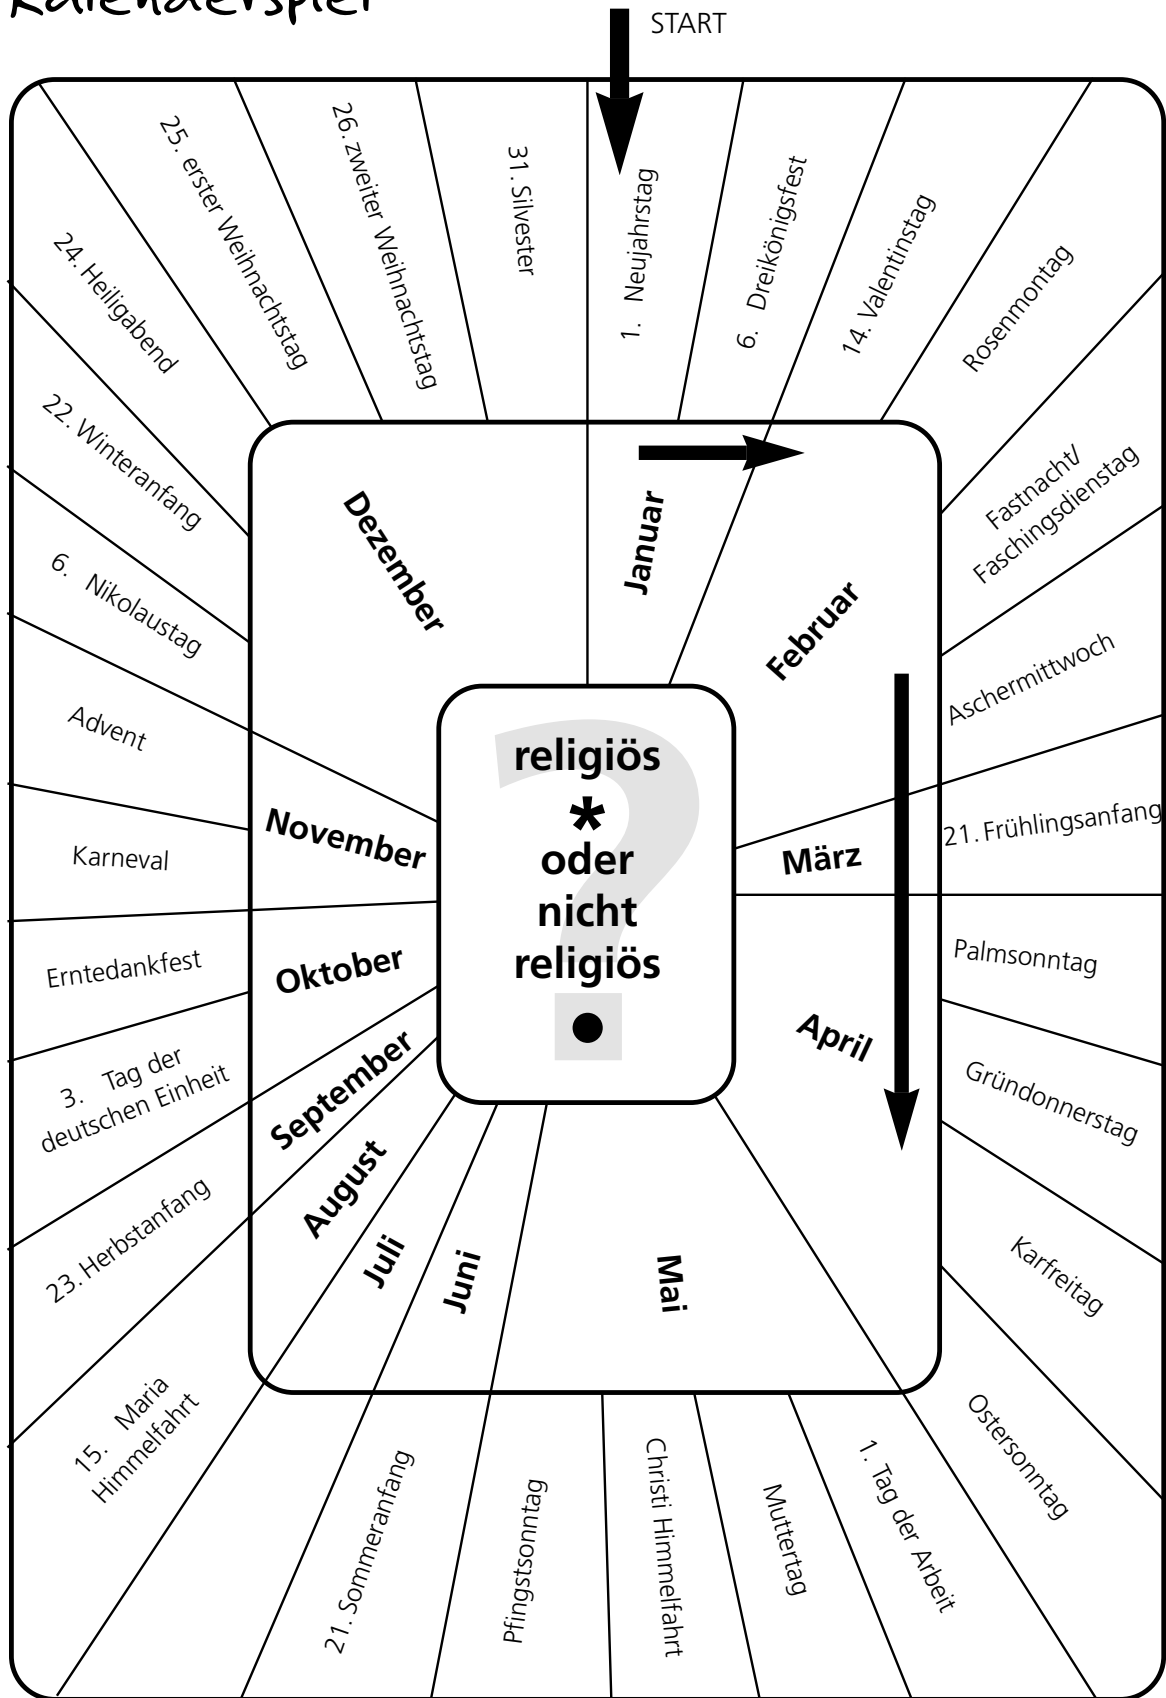 Kalenderspiel
START
1. Neujahrstag
6. Dreikönigsfest
14. Valentinstag
Rosenmontag
Fastnacht/
Faschingsdienstag
Aschermittwoch
21. Frühlingsanfang
Palmsonntag
Gründonnerstag
Karfreitag
Ostersonntag
1. Tag der Arbeit
Muttertag
Christi Himmelfahrt
Pfingstsonntag
21. Sommeranfang
15. Maria
Himmelfahrt
23. Herbstanfang
3. Tag der
deutschen Einheit
Erntedankfest
Karneval
Advent
6. Nikolaustag
22. Winteranfang
24. Heiligabend
25. erster Weihnachtstag
26. zweiter Weihnachtstag
31. Silvester
Januar
Februar
März
April
Mai
Juni
Juli
August
September
Oktober
November
Dezember
?
religiös
*
oder
nicht
religiös
●